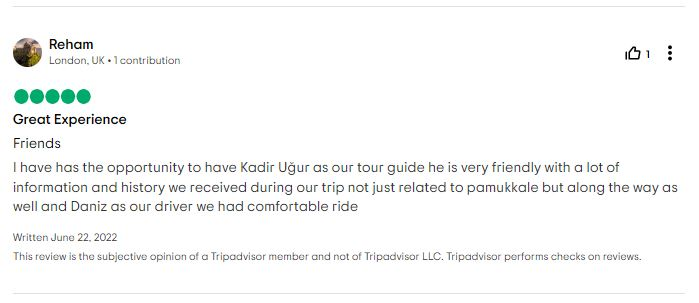 Reham
London, UK • 1 contribution
1
Great Experience
Friends
I have has the opportunity to have Kadir Uğur as our tour guide he is very friendly with a lot of
information and history we received during our trip not just related to pamukkale but along the way as
well and Daniz as our driver we had comfortable ride
Written June 22, 2022
This review is the subjective opinion of a Tripadvisor member and not of Tripadvisor LLC. Tripadvisor performs checks on reviews.